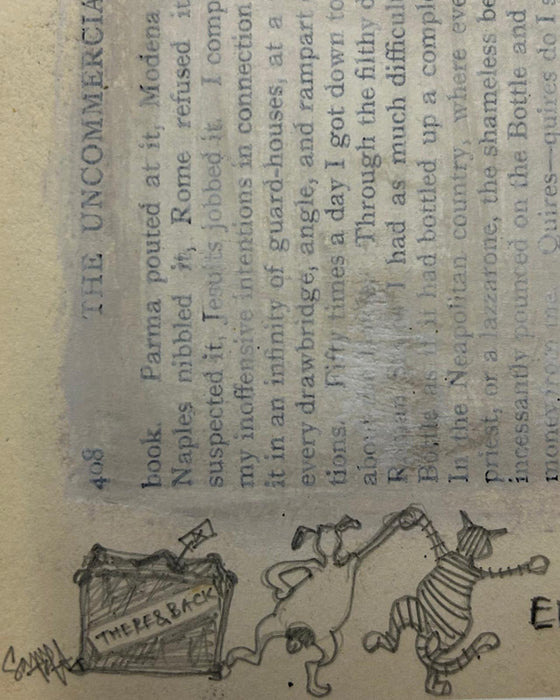 408 THE UNCOMMERCIA
book. Parma pouted at it, Modena
Naples nibbled it, Rome refused it
suspected it, Jesuits jobbed it. I comp
my inoffensive intentions in connection
it in an infinity of guard-houses, at a
every drawbridge, angle, and rampart
tions. Fifty times a day I got down to
Through the filthy d
I had as much difficul
Bottle as if it had bottled up a compl
In the Neapolitan country, where eve
priest, or a lazzarone, the shameless be
incessantly pounced on the Bottle and
Quires—quires do I s
THERE&BACK